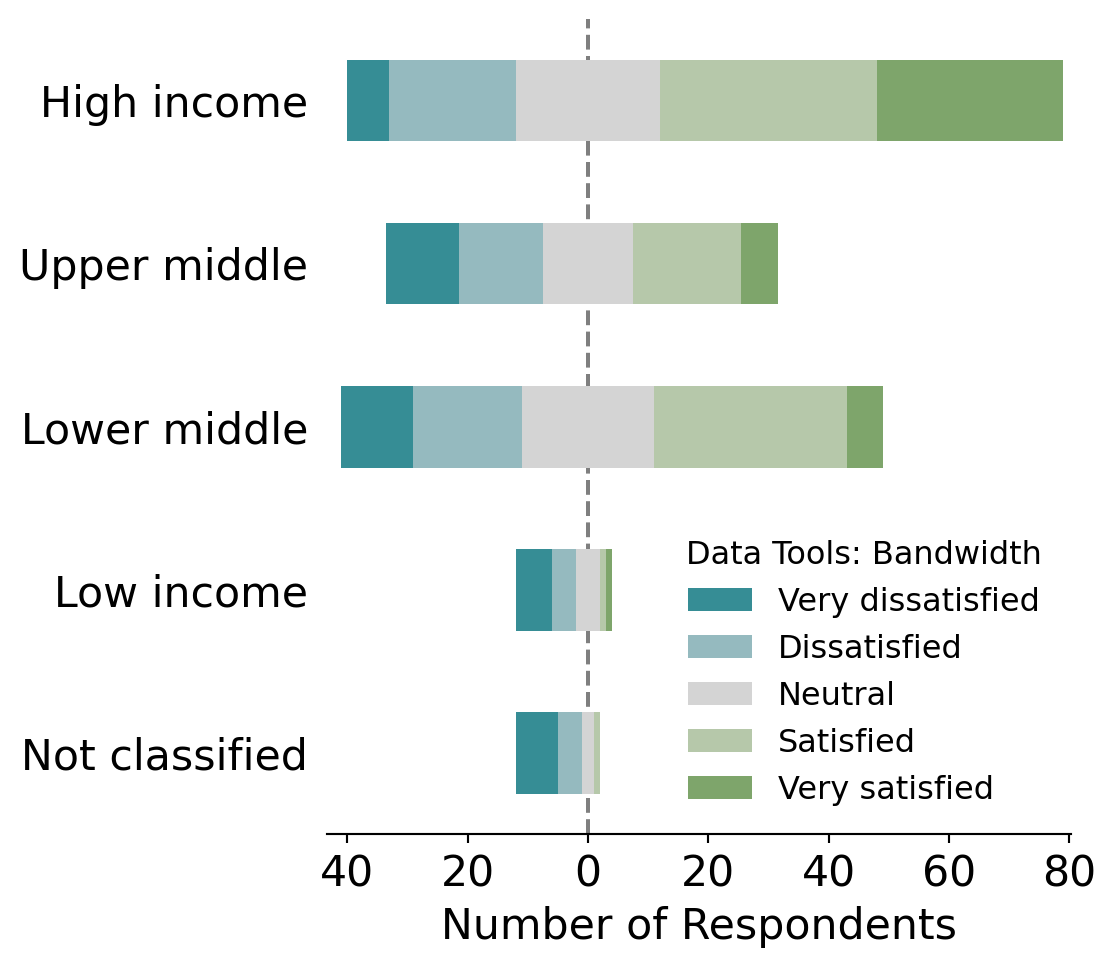 High income
Upper middle
Lower middle
Low income
Not classified
Data Tools: Bandwidth
Very dissatisfied
Dissatisfied
Neutral
Satisfied
Very satisfied
40 20 0 20 40 60 80
Number of Respondents